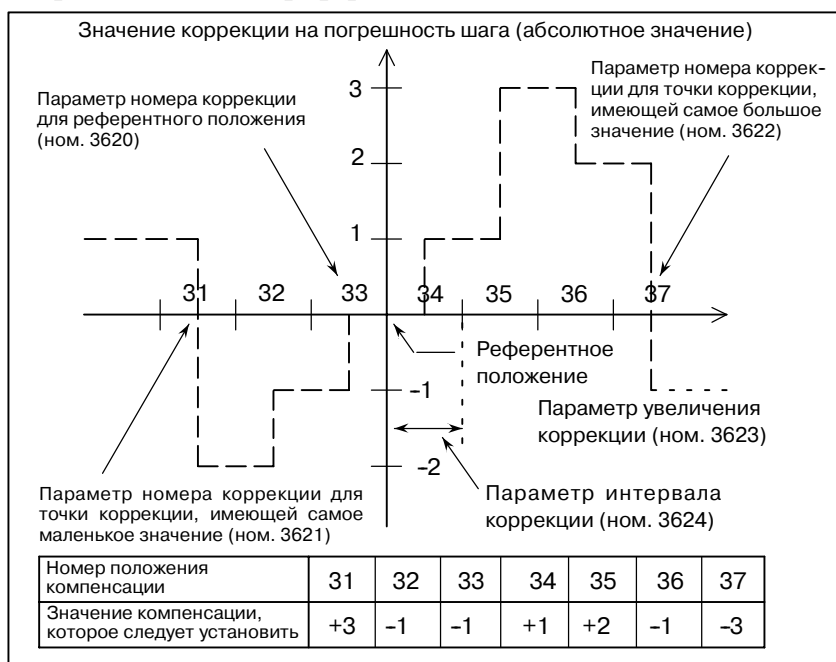 Значение коррекции на погрешность шага (абсолютное значение)
Параметр номера коррекции
для референтного положения
(ном. 3620)
Параметр номера коррек-
ции для точки коррекции,
имеющей самое большое
значение (ном. 3622)
3
2
1
31 32 33 34 35 36 37
Референтное
положение
-1
-2
Параметр увеличения
коррекции (ном. 3623)
Параметр номера коррекции для
точки коррекции, имеющей самое
маленькое значение (ном. 3621)
Параметр интервала
коррекции (ном. 3624)
Номер положения
компенсации
31 32 33 34 35 36 37
Значение компенсации,
которое следует установить
+3 -1 -1 +1 +2 -1 -3